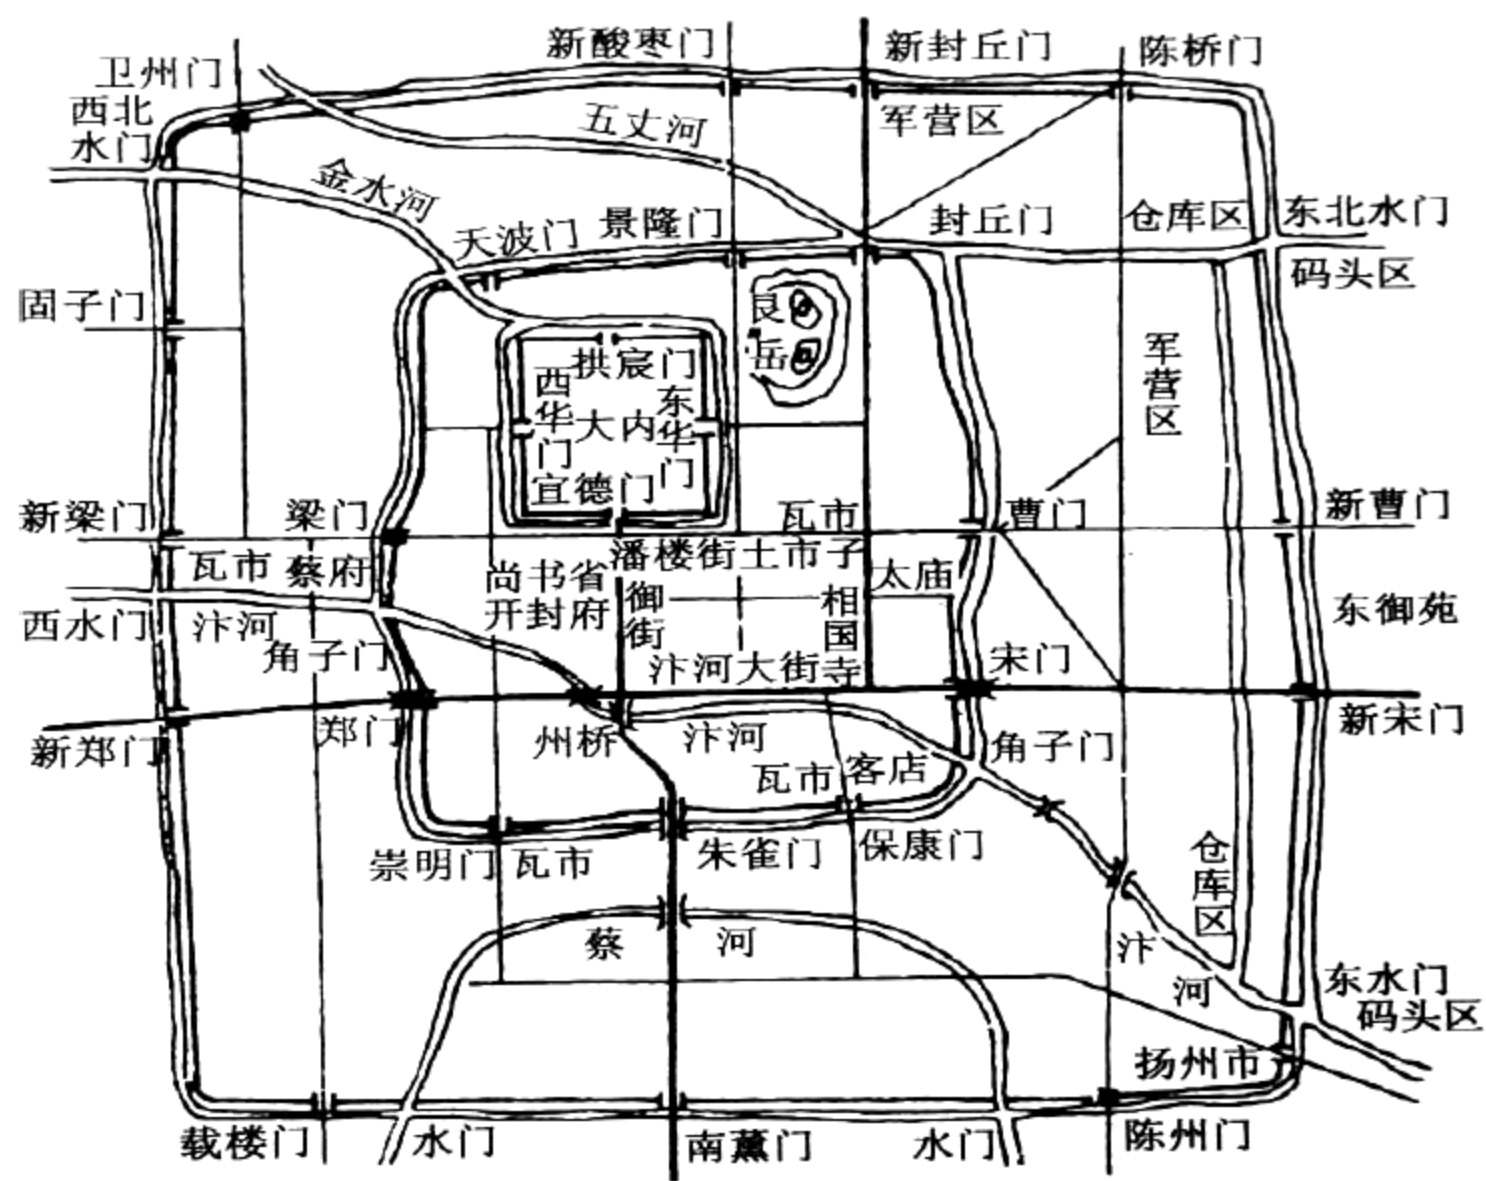 新酸枣门
新封丘门
陈桥门
卫州门
西北
水门
五丈河
军营区
金水河
天波门
景隆门
封丘门
仓库区
东北水门
码头区
固子门
艮
岳
拱宸门
西华门
大内
东华门
宣德门
军营区
新梁门
梁门
瓦市
曹门
新曹门
瓦市
蔡府
尚书省
开封府
潘楼街土市子
太庙
御街
相国寺
东御苑
西水门
汴河
角子门
汴河大街
宋门
新郑门
郑门
州桥
汴河
角子门
新宋门
瓦市
客店
崇明门
瓦市
朱雀门
保康门
仓库区
蔡河
汴河
东水门
码头区
扬州市
载楼门
水门
南薰门
水门
陈州门